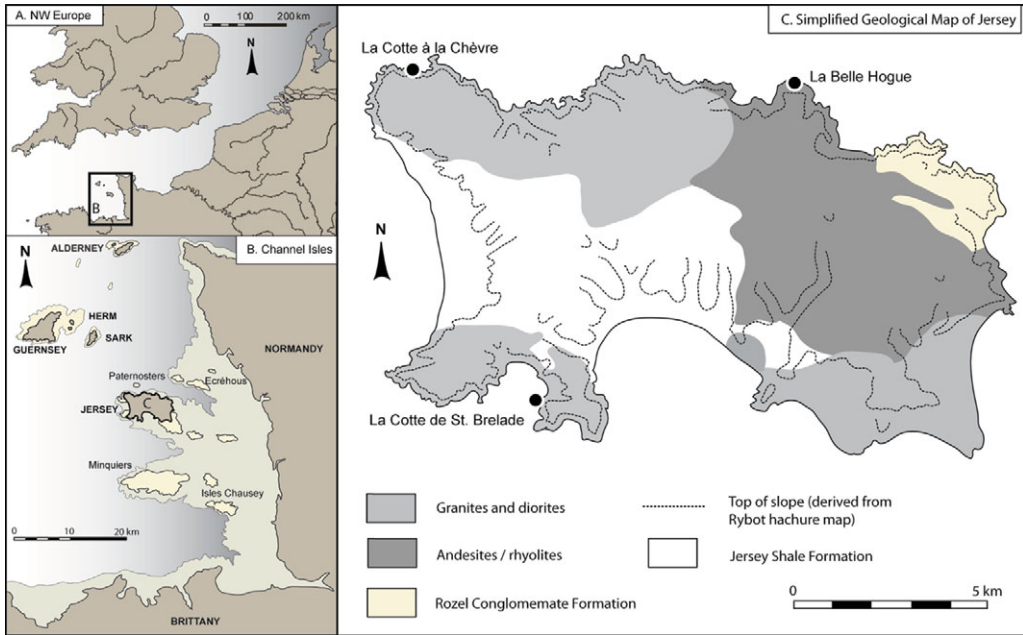 A. NW Europe
0 100 200 km
N
B
B. Channel Isles
N
ALDERNEY
HERM
SARK
GUERNSEY
NORMANDY
Paternosters
Ecréhous
JERSEY
C
Minquiers
Isles Chausey
0 10 20 km
BRITTANY
C. Simplified Geological Map of Jersey
La Cotte à la Chèvre
La Belle Hogue
N
La Cotte de St. Brelade
Granites and diorites
Andesites / rhyolites
Rozel Conglomemate Formation
Top of slope (derived from
Rybot hachure map)
Jersey Shale Formation
0 5 km